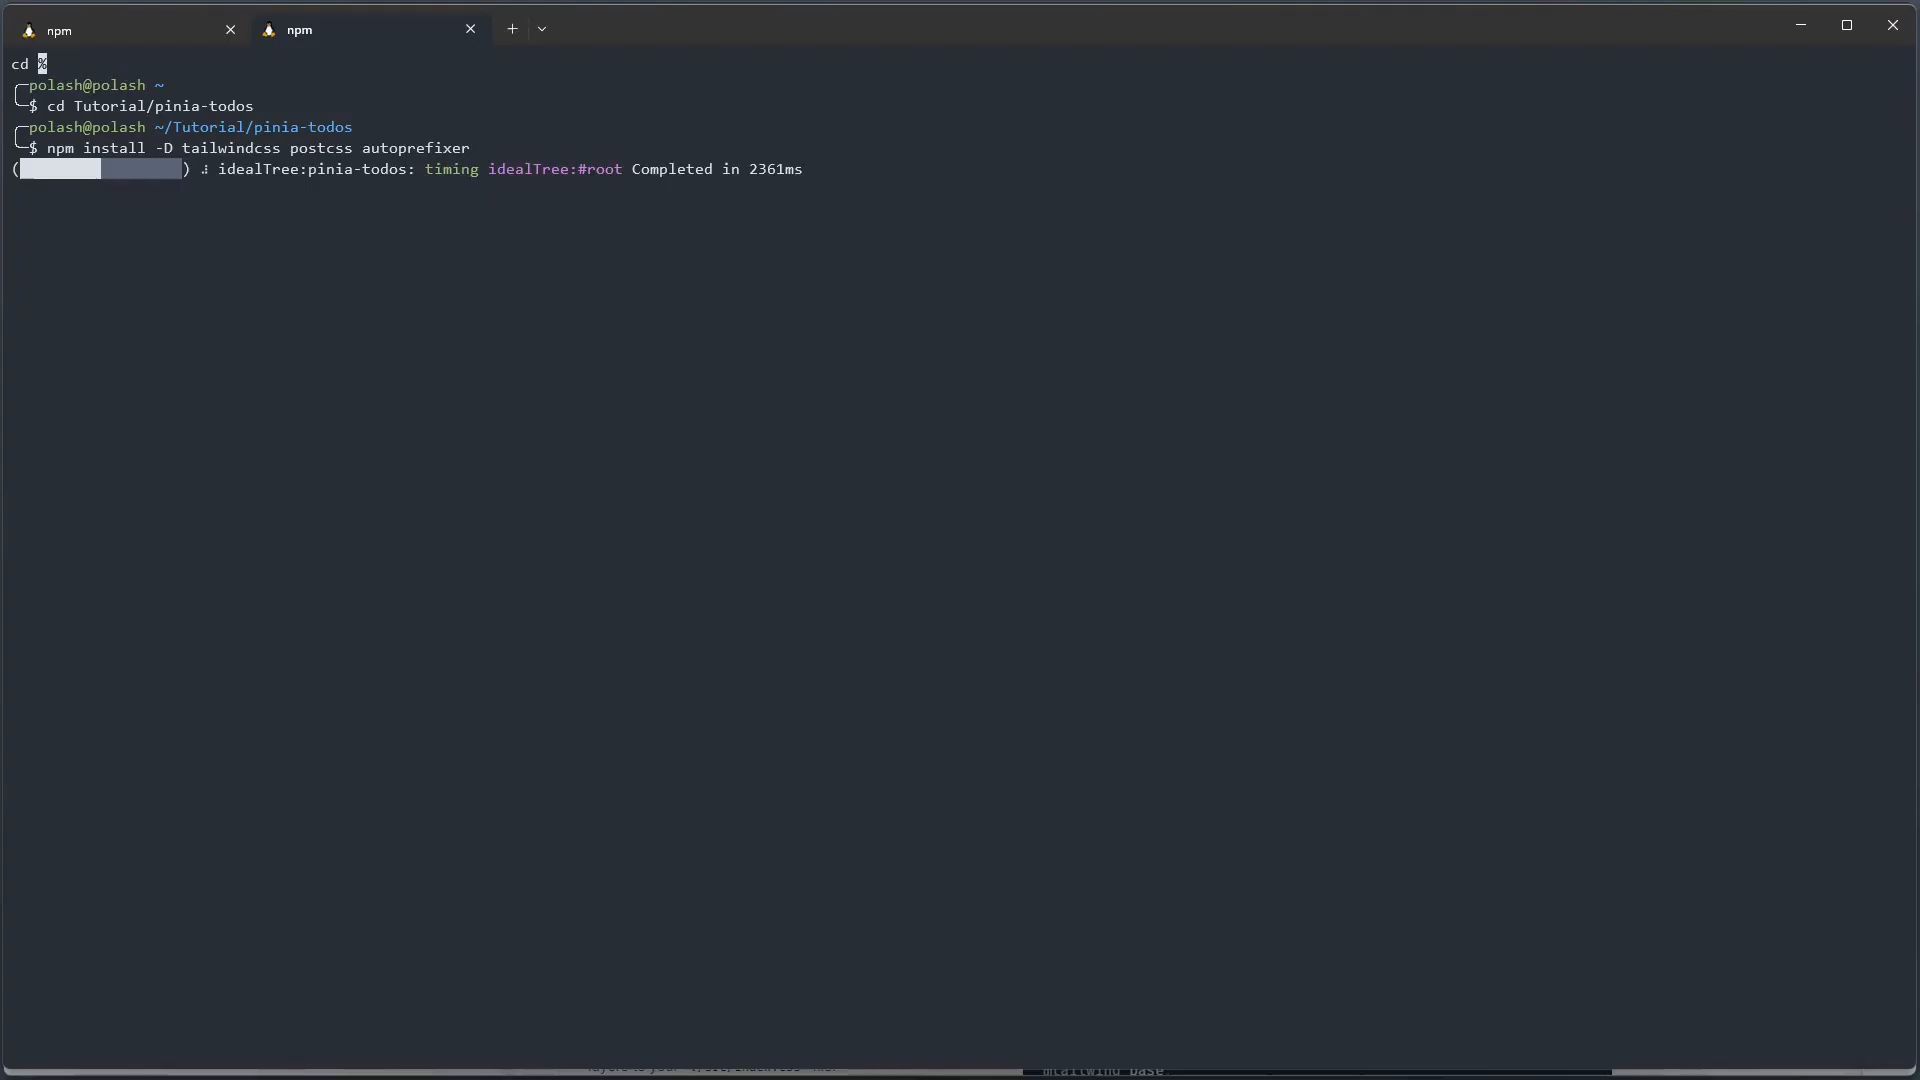 npm
npm
cd %
polash@polash ~
$ cd Tutorial/pinia-todos
polash@polash ~/Tutorial/pinia-todos
$ npm install -D tailwindcss postcss autoprefixer
( ) ⠼ idealTree:pinia-todos: timing idealTree:#root Completed in 2361ms